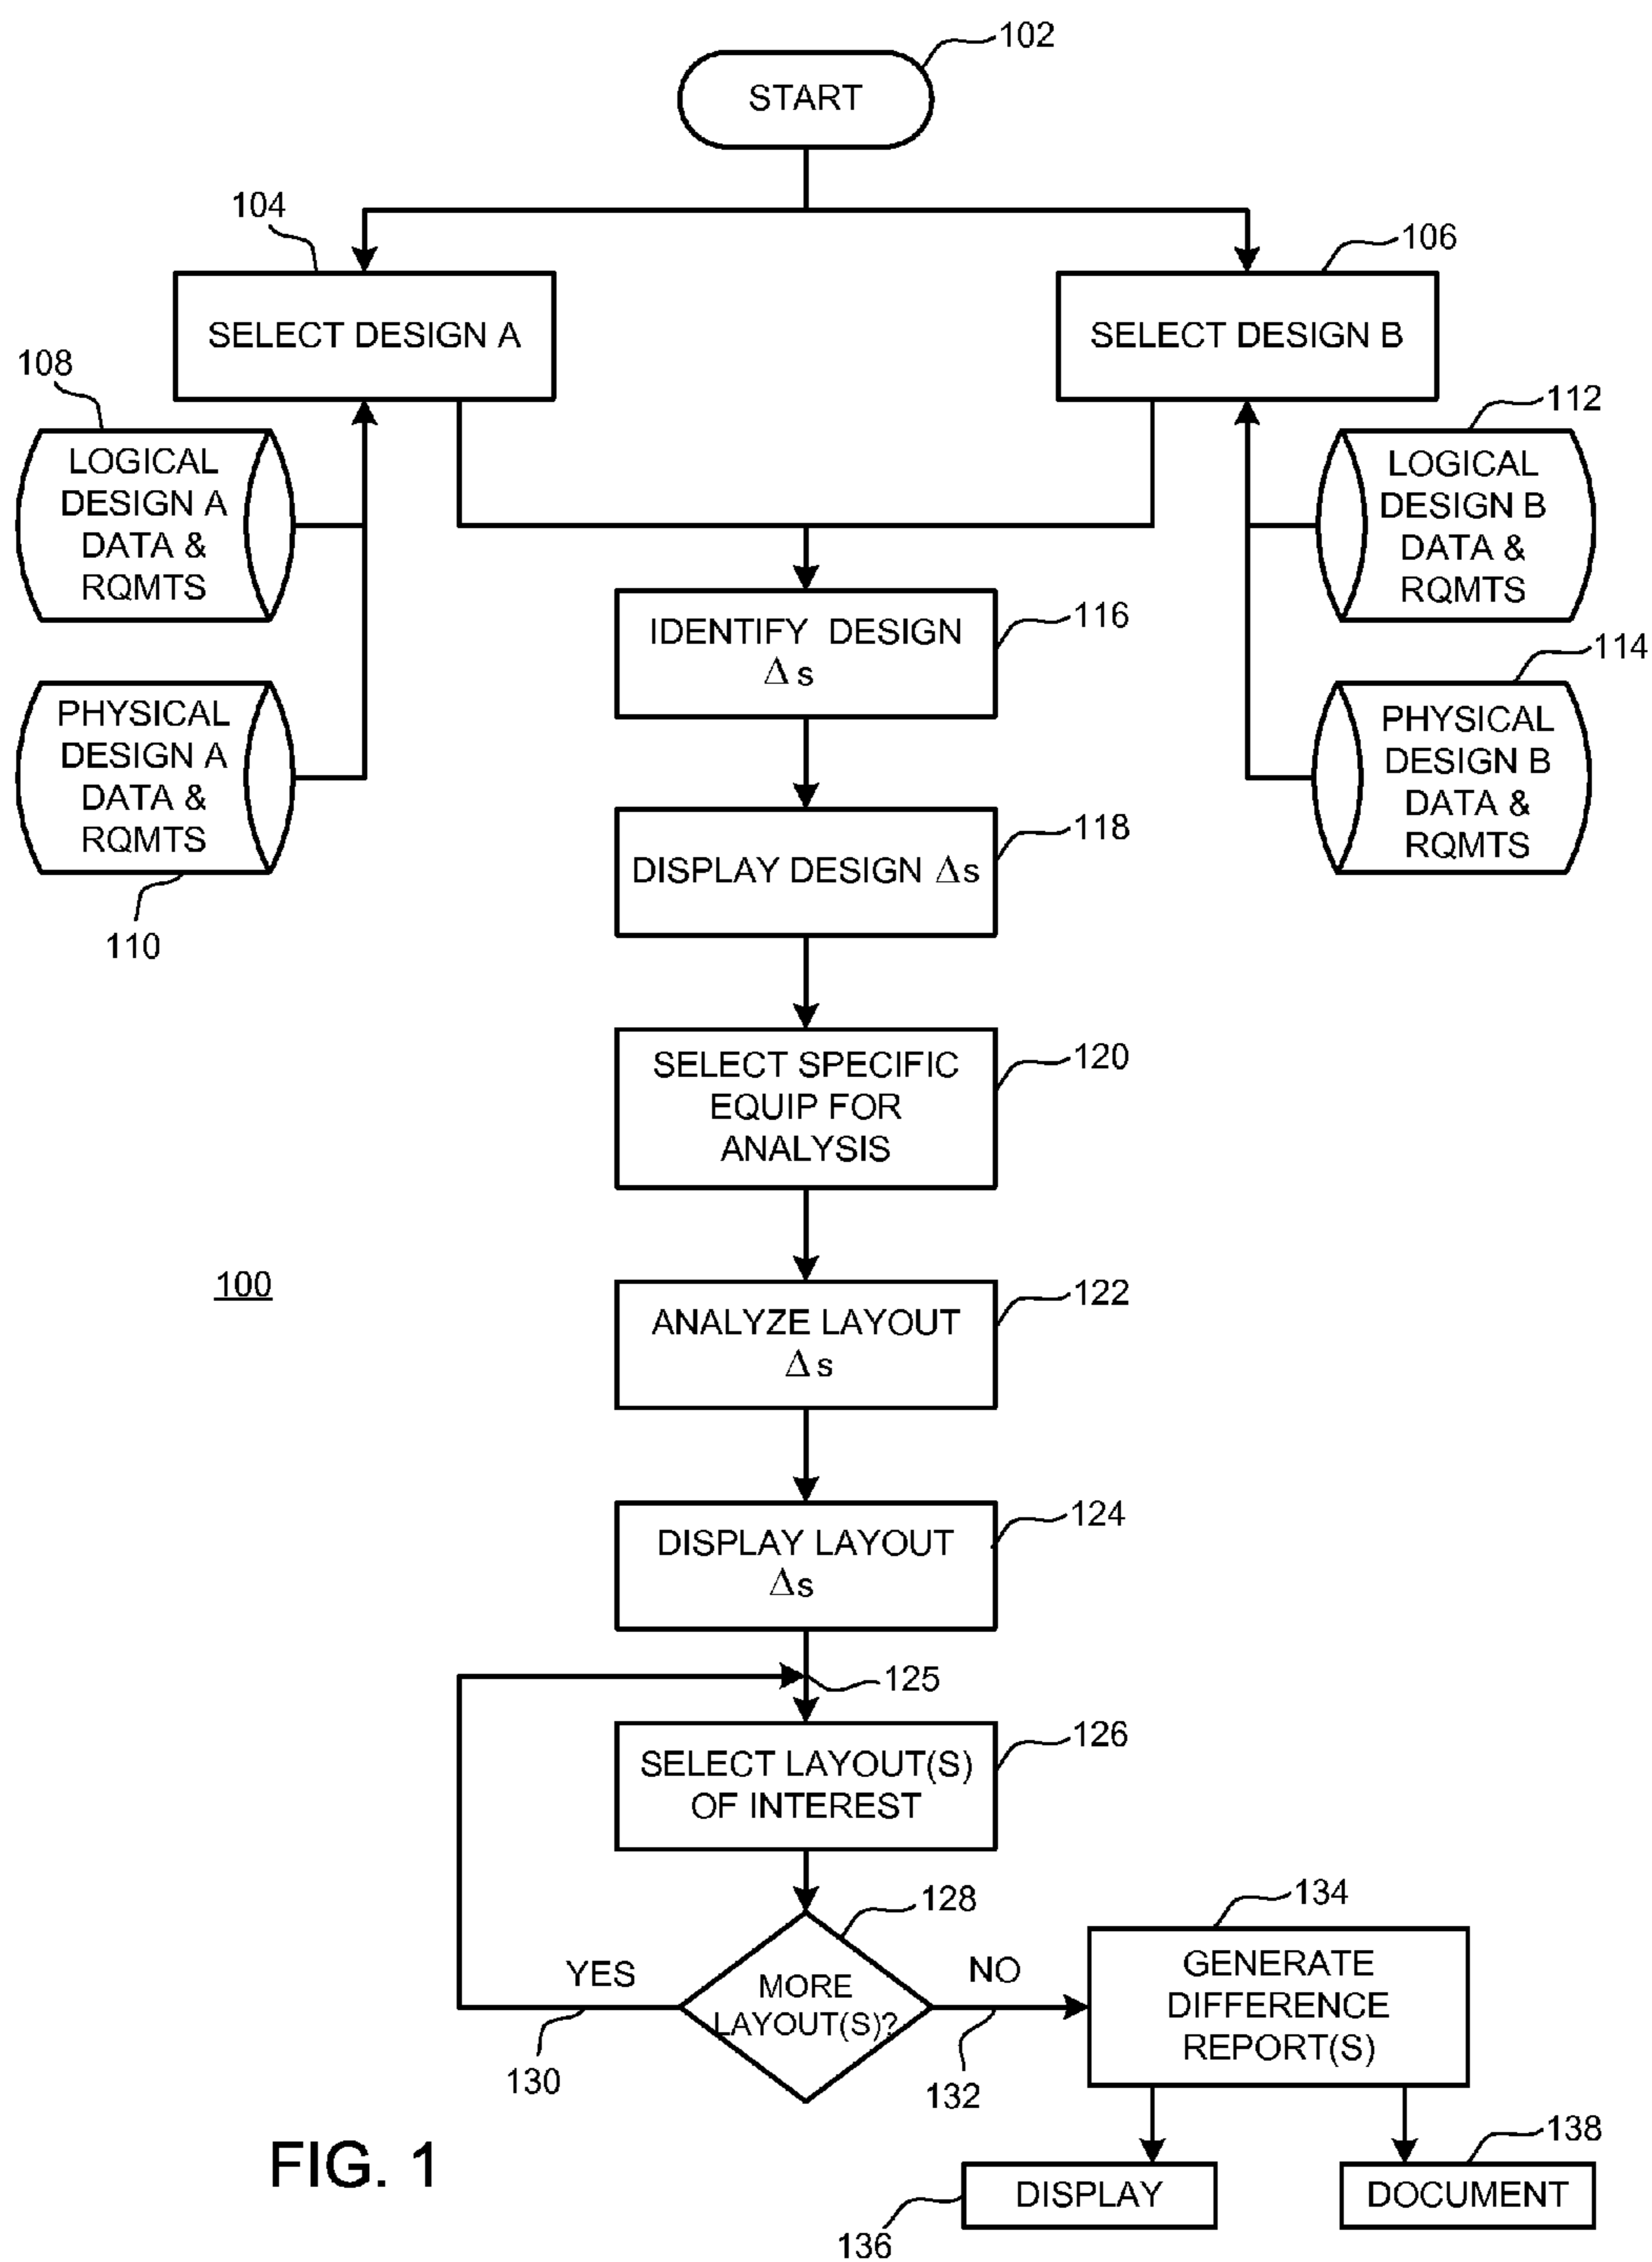 102
START
104
106
SELECT DESIGN A
SELECT DESIGN B
108
LOGICAL
DESIGN A
DATA &
RQMTS
112
LOGICAL
DESIGN B
DATA &
RQMTS
IDENTIFY DESIGN
Δ s
116
114
PHYSICAL
DESIGN A
DATA &
RQMTS
110
PHYSICAL
DESIGN B
DATA &
RQMTS
118
DISPLAY DESIGN Δs
120
SELECT SPECIFIC
EQUIP FOR
ANALYSIS
100
122
ANALYZE LAYOUT
Δ s
124
DISPLAY LAYOUT
Δs
125
126
SELECT LAYOUT(S)
OF INTEREST
128
MORE
LAYOUT(S)?
YES
130
NO
132
134
GENERATE
DIFFERENCE
REPORT(S)
FIG. 1
DISPLAY
136
138
DOCUMENT